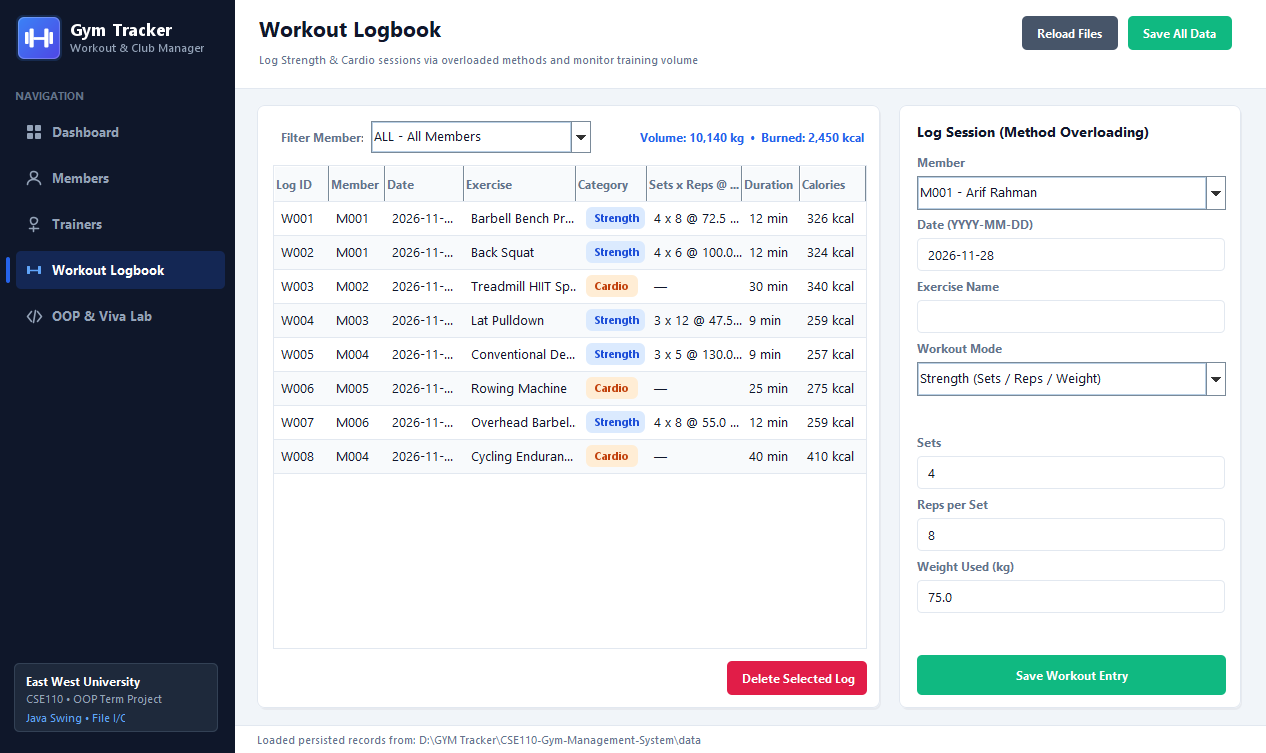 Gym Tracker
Workout & Club Manager
NAVIGATION
Dashboard
Members
Trainers
Workout Logbook
OOP & Viva Lab
East West University
CSE110 • OOP Term Project
Java Swing • File I/O
Workout Logbook
Log Strength & Cardio sessions via overloaded methods and monitor training volume
Reload Files
Save All Data
Filter Member: ALL - All Members
Volume: 10,140 kg • Burned: 2,450 kcal
Log ID Member Date Exercise Category Sets x Reps @ ... Duration Calories
W001 M001 2026-11-... Barbell Bench Pr... Strength 4 x 8 @ 72.5 ... 12 min 326 kcal
W002 M001 2026-11-... Back Squat Strength 4 x 6 @ 100.0... 12 min 324 kcal
W003 M002 2026-11-... Treadmill HIIT Sp.. Cardio — 30 min 340 kcal
W004 M003 2026-11-... Lat Pulldown Strength 3 x 12 @ 47.5... 9 min 259 kcal
W005 M004 2026-11-... Conventional De... Strength 3 x 5 @ 130.0... 9 min 257 kcal
W006 M005 2026-11-... Rowing Machine Cardio — 25 min 275 kcal
W007 M006 2026-11-... Overhead Barbel.. Strength 4 x 8 @ 55.0 ... 12 min 259 kcal
W008 M004 2026-11-... Cycling Enduran... Cardio — 40 min 410 kcal
Delete Selected Log
Log Session (Method Overloading)
Member
M001 - Arif Rahman
Date (YYYY-MM-DD)
2026-11-28
Exercise Name
Workout Mode
Strength (Sets / Reps / Weight)
Sets
4
Reps per Set
8
Weight Used (kg)
75.0
Save Workout Entry
Loaded persisted records from: D:\GYM Tracker\CSE110-Gym-Management-System\data